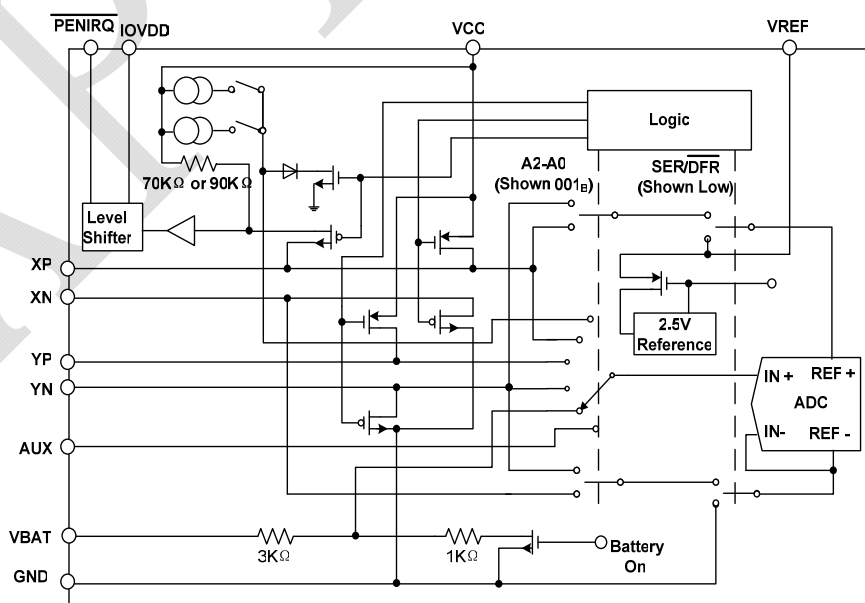 PENIRQ
IOVDD
VCC
VREF
Logic
A2-A0
(Shown 001B)
SER/DFR
(Shown Low)
70KΩ or 90KΩ
Level
Shifter
XP
XN
2.5V
Reference
YP
YN
IN +
REF +
ADC
IN-
REF -
AUX
VBAT
3KΩ
1KΩ
Battery
On
GND